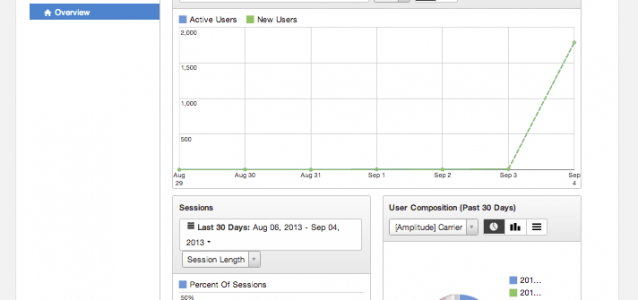 Overview
Active Users New Users
2,000
1,500
1,000
500
Aug 29 Aug 30 Aug 31 Sep 1 Sep 2 Sep 3 Sep 4
Sessions
Last 30 Days: Aug 06, 2013 - Sep 04,
2013
Session Length
Percent Of Sessions
50%
User Composition (Past 30 Days)
[Amplitude] Carrier
201...
201...